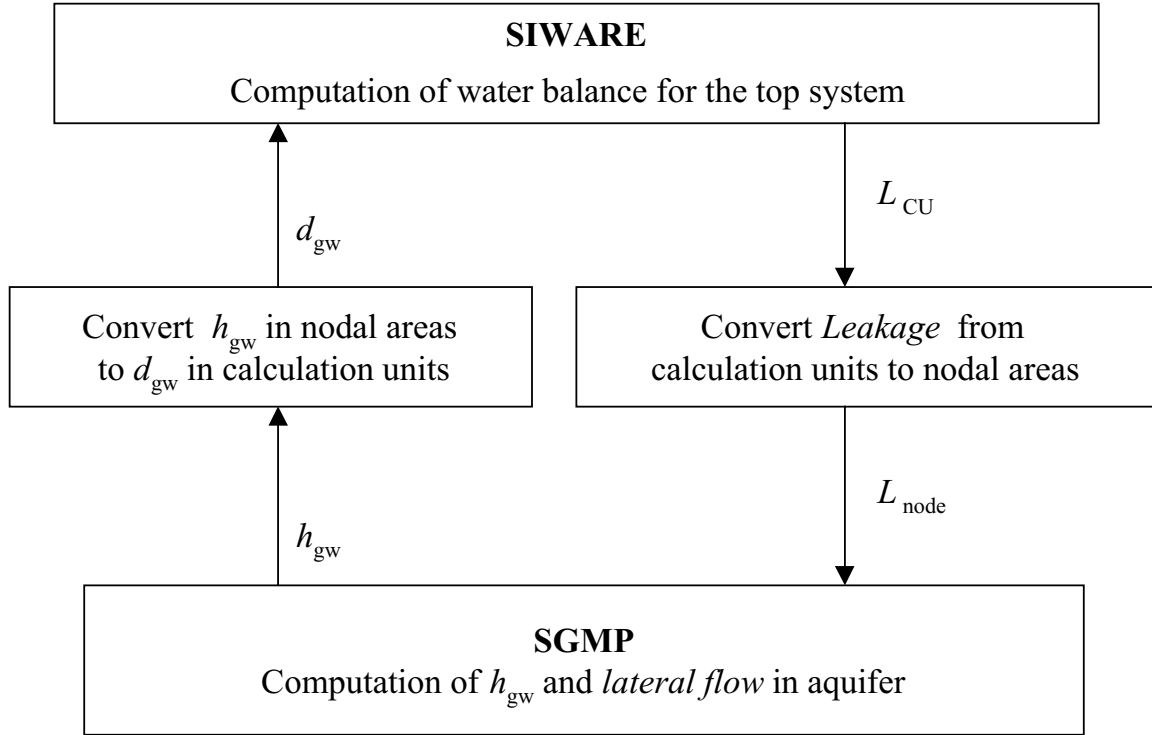 SIWARE
Computation of water balance for the top system
L CU
d gw
Convert h gw in nodal areas
to d gw in calculation units
Convert Leakage from
calculation units to nodal areas
L node
h gw
SGMP
Computation of h gw and lateral flow in aquifer